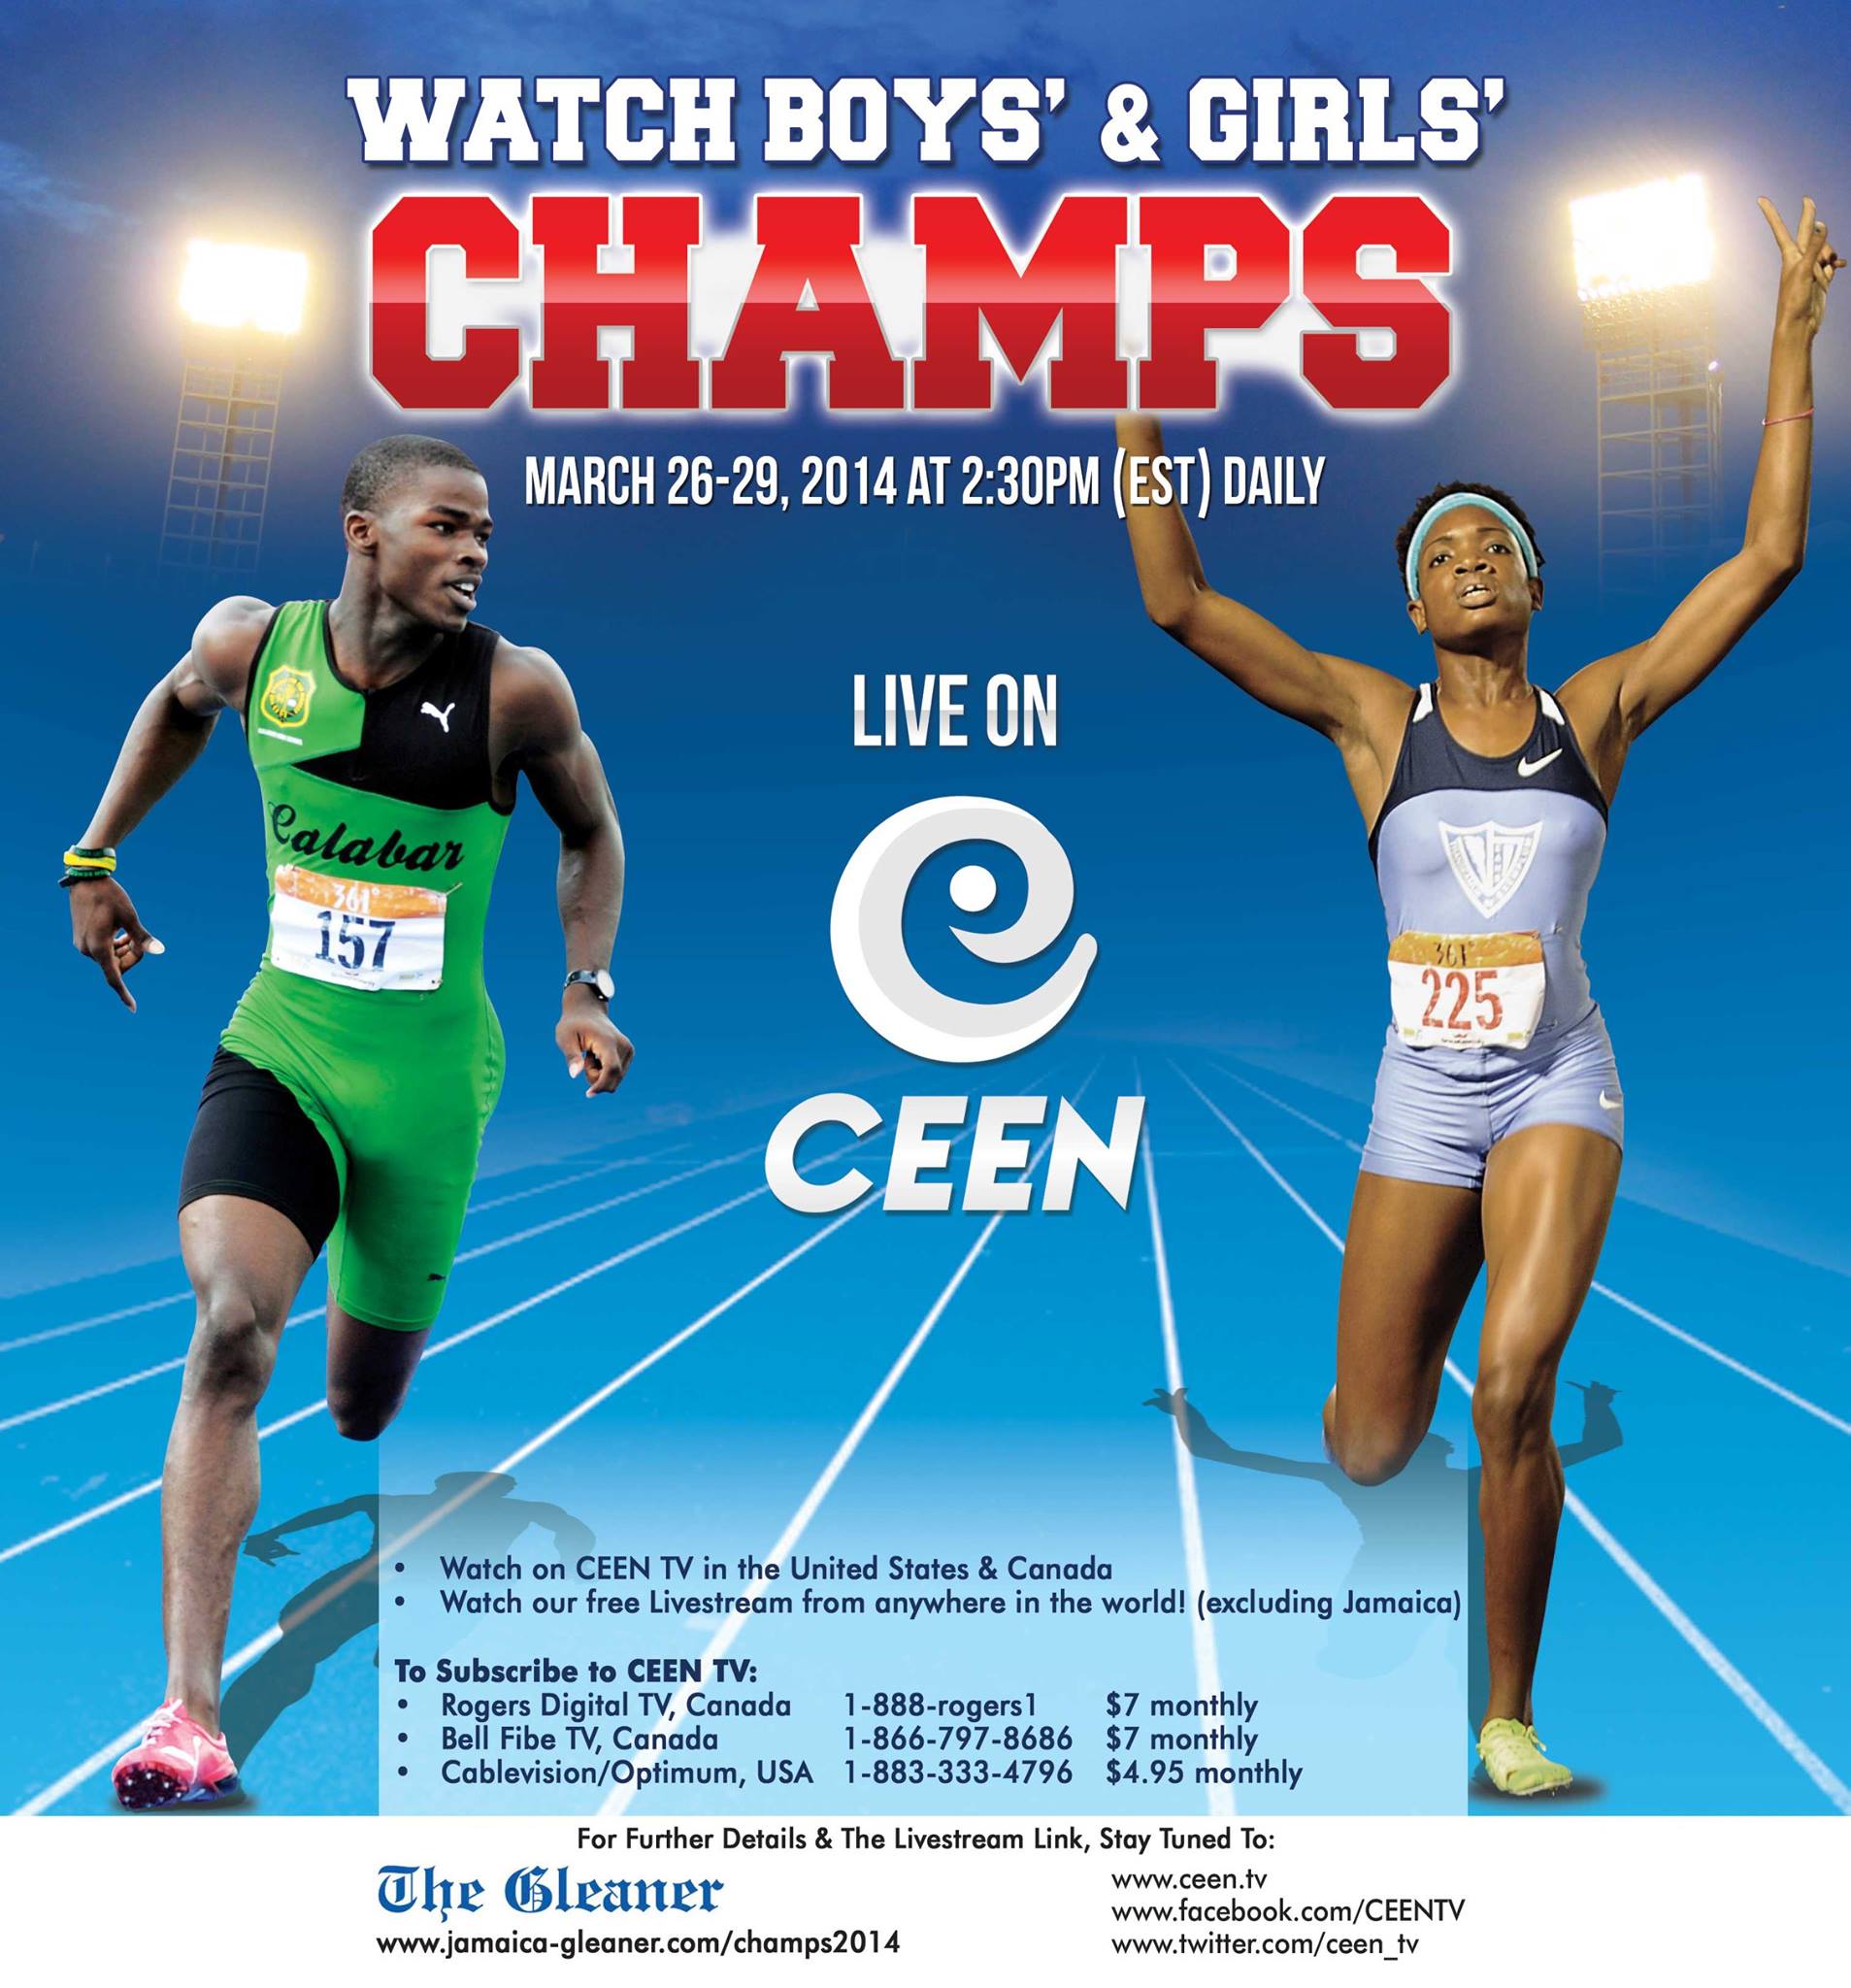 WATCH BOYS' & GIRLS'
CHAMPS
MARCH 26-29, 2014 AT 2:30PM (EST) DAILY
LIVE ON
CEEN
Calabar
361°
157
361°
225
• Watch on CEEN TV in the United States & Canada
• Watch our free Livestream from anywhere in the world! (excluding Jamaica)
To Subscribe to CEEN TV:
• Rogers Digital TV, Canada 1-888-rogers1 $7 monthly
• Bell Fibe TV, Canada 1-866-797-8686 $7 monthly
• Cablevision/Optimum, USA 1-883-333-4796 $4.95 monthly
For Further Details & The Livestream Link, Stay Tuned To:
The Gleaner
www.jamaica-gleaner.com/champs2014
www.ceen.tv
www.facebook.com/CEENTV
www.twitter.com/ceen_tv